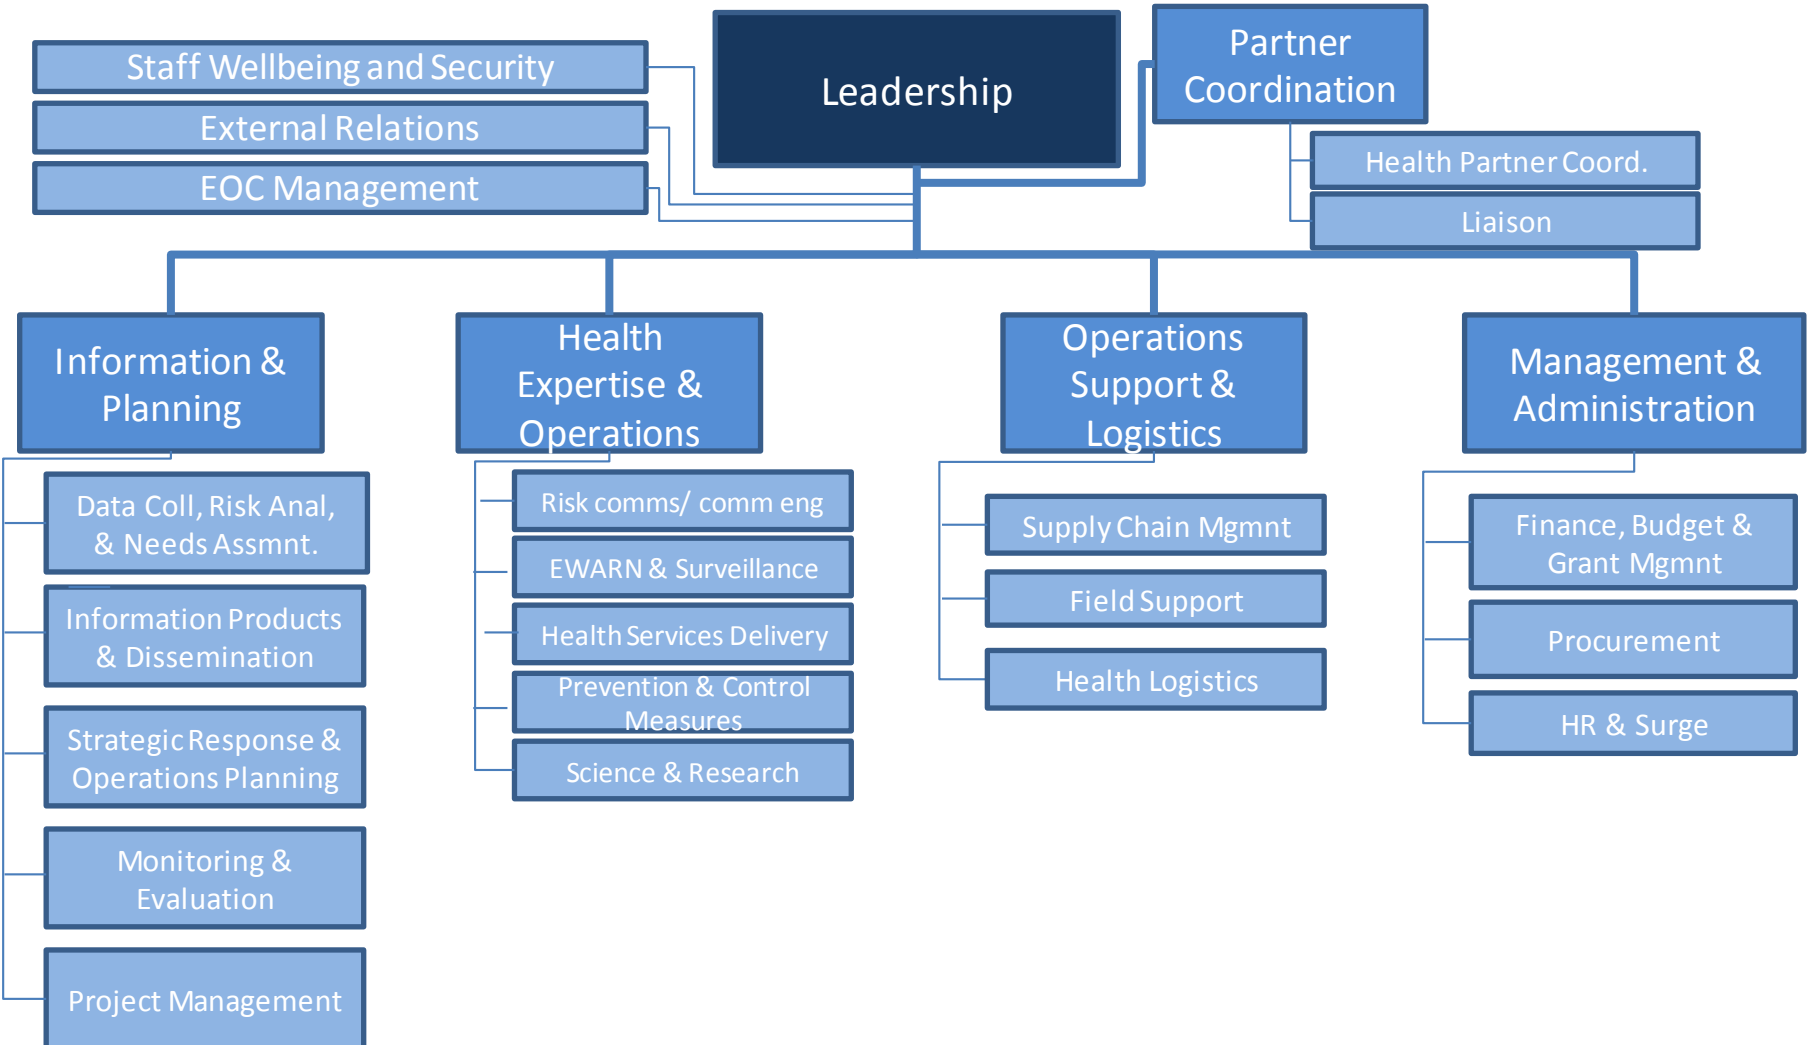 Leadership
Partner
Coordination
Staff Wellbeing and Security
External Relations
EOC Management
Health Partner Coord.
Liaison
Information &
Planning
Data Coll, Risk Anal,
& Needs Assmnt.
Information Products
& Dissemination
Strategic Response &
Operations Planning
Monitoring &
Evaluation
Project Management
Health
Expertise &
Operations
Risk comms/ comm eng
EWARN & Surveillance
Health Services Delivery
Prevention & Control
Measures
Science & Research
Operations
Support &
Logistics
Supply Chain Mgmnt
Field Support
Health Logistics
Management &
Administration
Finance, Budget &
Grant Mgmnt
Procurement
HR & Surge